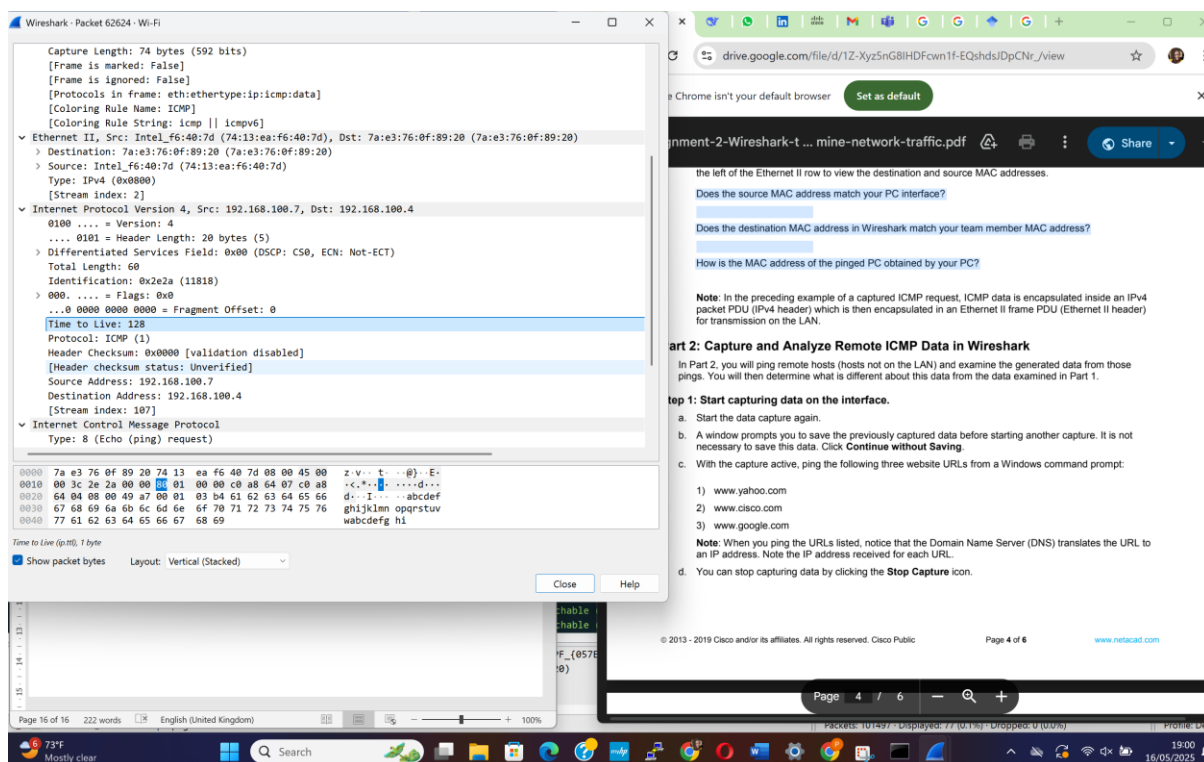 Wireshark · Packet 62624 · Wi-Fi
Capture Length: 74 bytes (592 bits)
[Frame is marked: False]
[Frame is ignored: False]
[Protocols in frame: eth:ethertype:ip:icmp:data]
[Coloring Rule Name: ICMP]
[Coloring Rule String: icmp || icmpv6]
Ethernet II, Src: Intel_f6:40:7d (74:13:ea:f6:40:7d), Dst: 7a:e3:76:0f:89:20 (7a:e3:76:0f:89:20)
Destination: 7a:e3:76:0f:89:20 (7a:e3:76:0f:89:20)
Source: Intel_f6:40:7d (74:13:ea:f6:40:7d)
Type: IPv4 (0x0800)
[Stream index: 2]
Internet Protocol Version 4, Src: 192.168.100.7, Dst: 192.168.100.4
0100 .... = Version: 4
.... 0101 = Header Length: 20 bytes (5)
Differentiated Services Field: 0x00 (DSCP: CS0, ECN: Not-ECT)
Total Length: 60
Identification: 0x2e2a (11818)
000. .... = Flags: 0x0
...0 0000 0000 0000 = Fragment Offset: 0
Time to Live: 128
Protocol: ICMP (1)
Header Checksum: 0x0000 [validation disabled]
[Header checksum status: Unverified]
Source Address: 192.168.100.7
Destination Address: 192.168.100.4
[Stream index: 107]
Internet Control Message Protocol
Type: 8 (Echo (ping) request)
0000 7a e3 76 0f 89 20 74 13 ea f6 40 7d 08 00 45 00 z·v·· t· ··@}··E·
0010 00 3c 2e 2a 00 00 80 01 00 00 c0 a8 64 07 c0 a8 ·<.*···· ····d···
0020 64 04 08 00 49 a7 00 01 03 b4 61 62 63 64 65 66 d···I··· ··abcdef
0030 67 68 69 6a 6b 6c 6d 6e 6f 70 71 72 73 74 75 76 ghijklmn opqrstuv
0040 77 61 62 63 64 65 66 67 68 69 wabcdefg hi
Time to Live (ip.ttl), 1 byte
Show packet bytes Layout: Vertical (Stacked)
Close Help
drive.google.com/file/d/1Z-Xyz5nG8IHDFcwn1f-EQshdsJDpCNr_/view
e Chrome isn't your default browser Set as default
gnment-2-Wireshark-t ... mine-network-traffic.pdf Share
the left of the Ethernet II row to view the destination and source MAC addresses.
Does the source MAC address match your PC interface?
Does the destination MAC address in Wireshark match your team member MAC address?
How is the MAC address of the pinged PC obtained by your PC?
Note: In the preceding example of a captured ICMP request, ICMP data is encapsulated inside an IPv4
packet PDU (IPv4 header) which is then encapsulated in an Ethernet II frame PDU (Ethernet II header)
for transmission on the LAN.
art 2: Capture and Analyze Remote ICMP Data in Wireshark
In Part 2, you will ping remote hosts (hosts not on the LAN) and examine the generated data from those
pings. You will then determine what is different about this data from the data examined in Part 1.
tep 1: Start capturing data on the interface.
a. Start the data capture again.
b. A window prompts you to save the previously captured data before starting another capture. It is not
necessary to save this data. Click Continue without Saving.
c. With the capture active, ping the following three website URLs from a Windows command prompt:
1) www.yahoo.com
2) www.cisco.com
3) www.google.com
Note: When you ping the URLs listed, notice that the Domain Name Server (DNS) translates the URL to
an IP address. Note the IP address received for each URL.
d. You can stop capturing data by clicking the Stop Capture icon.
© 2013 - 2019 Cisco and/or its affiliates. All rights reserved. Cisco Public Page 4 of 6 www.netacad.com
Page 4 / 6
chable
chable
PF_{057E
Page 16 of 16 222 words English (United Kingdom) 100%
Packets: 101497 · Displayed: 77 (0.1%) · Dropped: 0 (0.0%) Profile: D
73°F
Mostly clear
Search
19:00
16/05/2025